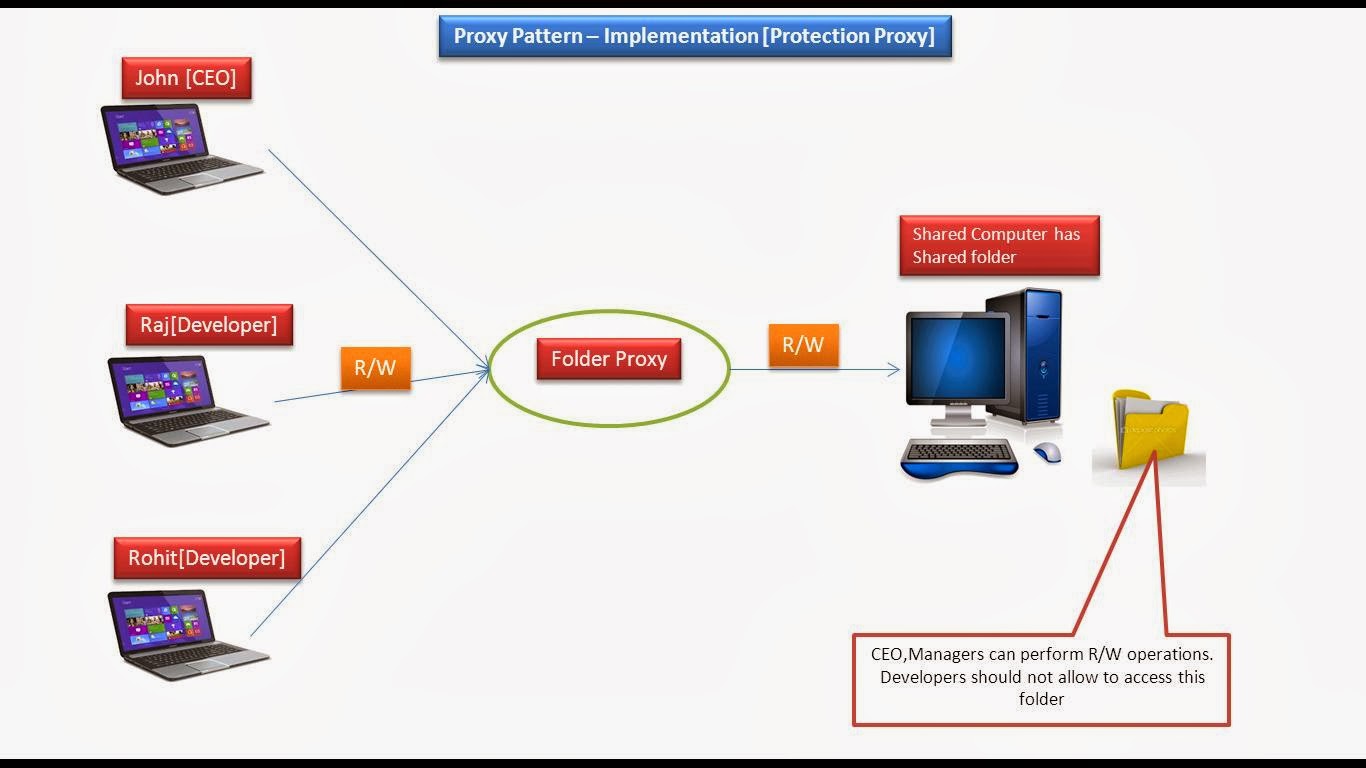 Proxy Pattern – Implementation [Protection Proxy]
John [CEO]
Shared Computer has
Shared folder
Raj[Developer]
R/W
Folder Proxy
R/W
Rohit[Developer]
CEO,Managers can perform R/W operations.
Developers should not allow to access this
folder